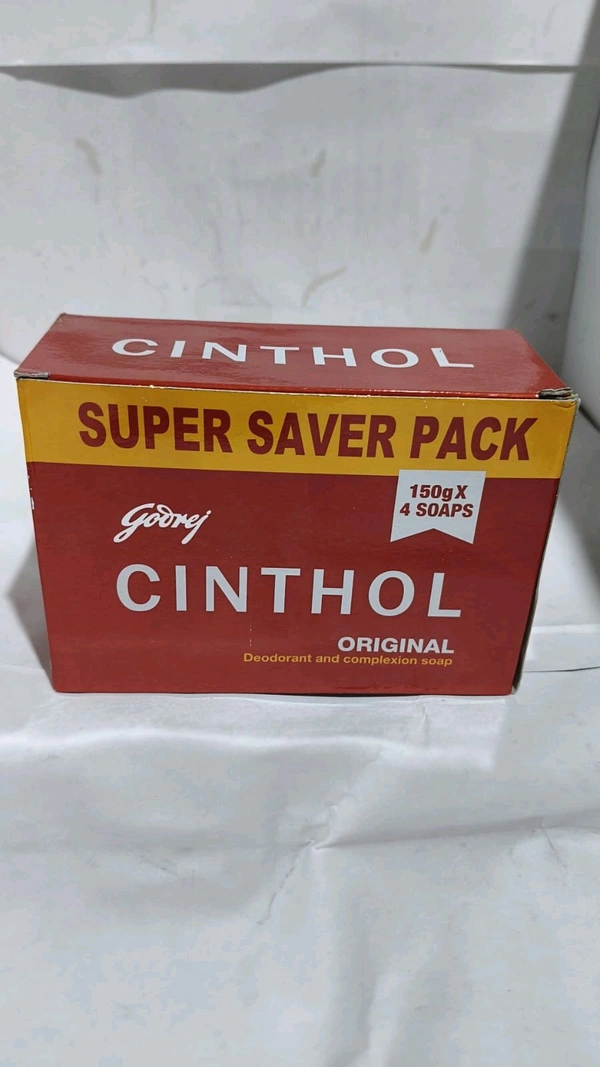 CINTHOL
SUPER SAVER PACK
150g X
4 SOAPS
Godrej
CINTHOL
ORIGINAL
Deodorant and complexion soap